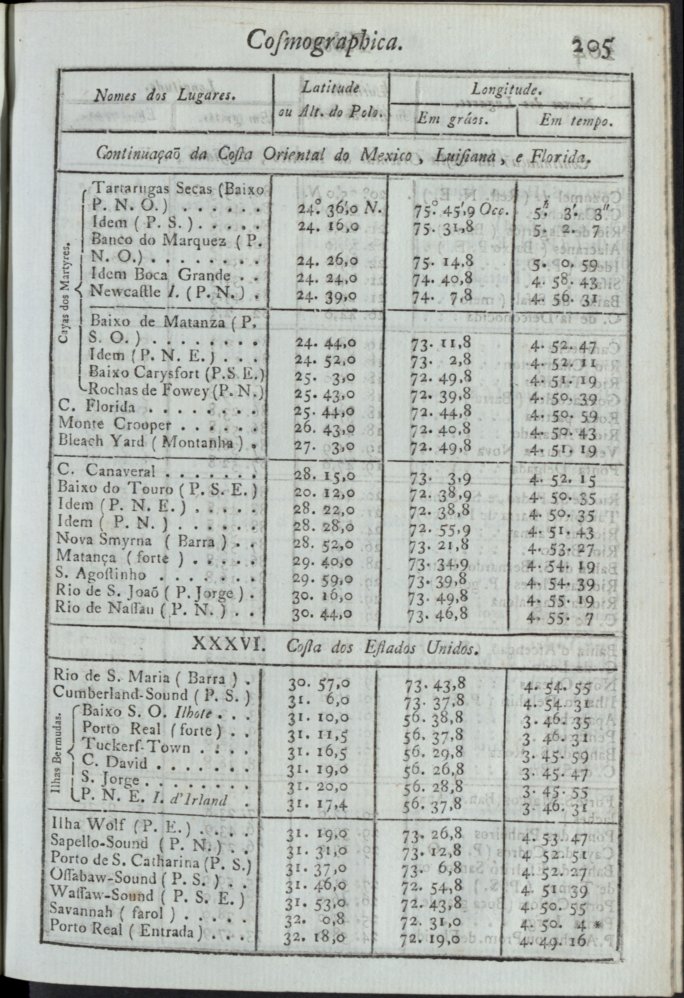 Coſmographica. 205
Nomes dos Lugares. Latitude ou Alt. do Polo. Longitude.
Em gráos. Em tempo.
Continuaçaõ da Coſta Oriental do Mexico, Luiſiana, e Florida.
Cayas dos Martyres.
Tartarugas Secas (Baixo
P. N. O.) . . . . . . 24.° 36,′0 N. 75.° 45,′9 Occ. 5.ʰ 3.′ 3″
Idem ( P. S. ) . . . . . 24. 16,0 75. 31,8 5. 2. 7
Banco do Marquez ( P.
N. O.) . . . . . . . . 24. 26,0 75. 14,8 5. 0. 59
Idem Boca Grande . . 24. 24,0 74. 40,8 4. 58. 43
Newcaſtle I. (P. N.) . 24. 39,0 74. 7,8 4. 56. 31
Baixo de Matanza ( P.
S. O. ) . . . . . . . 24. 44,0 73. 11,8 4. 52. 47
Idem ( P. N. E. ) . . . . 24. 52,0 73. 2,8 4. 52. 11
Baixo Carysfort (P.S.E.) 25. 3,0 72. 49,8 4. 51. 19
Rochas de Fowey (P. N.) 25. 43,0 72. 39,8 4. 50. 39
C. Florida . . . . . . . . 25. 44,0 72. 44,8 4. 50. 59
Monte Crooper . . . . . 26. 43,0 72. 40,8 4. 50. 43
Bleach Yard ( Montanha ) . 27. 3,0 72. 49,8 4. 51. 19
C. Canaveral . . . . . . . 28. 15,0 73. 3,9 4. 52. 15
Baixo do Touro ( P. S. E. ) 20. 12,0 72. 38,9 4. 50. 35
Idem ( P. N. E. ) . . . . . 28. 22,0 72. 38,8 4. 50. 35
Idem ( P. N. ) . . . . . . 28. 28,0 72. 55,9 4. 51. 43
Nova Smyrna ( Barra ) . . 28. 52,0 73. 21,8 4. 53. 27
Matança ( forte ) . . . . . 29. 40,0 73. 34,9 4. 54. 19
S. Agoſtinho . . . . . . . 29. 59,0 73. 39,8 4. 54. 39
Rio de S. Joaõ ( P. Jorge ) . 30. 16,0 73. 49,8 4. 55. 19
Rio de Naſſau ( P. N. ) . . 30. 44,0 73. 46,8 4. 55. 7
XXXVI. Coſta dos Eſtados Unidos.
Rio de S. Maria ( Barra ) . 30. 57,0 73. 43,8 4. 54. 55
Cumberland-Sound ( P. S. ) 31. 6,0 73. 37,8 4. 54. 31
Ilhas Bermudas.
Baixo S. O. Ilhote . . . 31. 10,0 56. 38,8 3. 46. 35
Porto Real ( forte ) . . 31. 11,5 56. 37,8 3. 46. 31
Tuckerſ-Town . . . . 31. 16,5 56. 29,8 3. 45. 59
C. David . . . . . . . 31. 19,0 56. 26,8 3. 45. 47
S. Jorge . . . . . . . . 31. 20,0 56. 28,8 3. 45. 55
P. N. E. I. d'Irland . 31. 17,4 56. 37,8 3. 46. 31
Ilha Wolf ( P. E. ) . . . . . 31. 19,0 73. 26,8 4. 53. 47
Sapello-Sound ( P. N. ) . . 31. 31,0 73. 12,8 4. 52. 51
Porto de S. Catharina (P. S.) 31. 37,0 73. 6,8 4. 52. 27
Oſſabaw-Sound ( P. S. ) . . 31. 46,0 72. 54,8 4. 51. 39
Waſſaw-Sound ( P. S. E. ) 31. 53,0 72. 43,8 4. 50. 55
Savannah ( farol ) . . . . . 32. 0,8 72. 31,0 4. 50. 4 *
Porto Real ( Entrada ) . . . 32. 18,0 72. 19,0 4. 49. 16